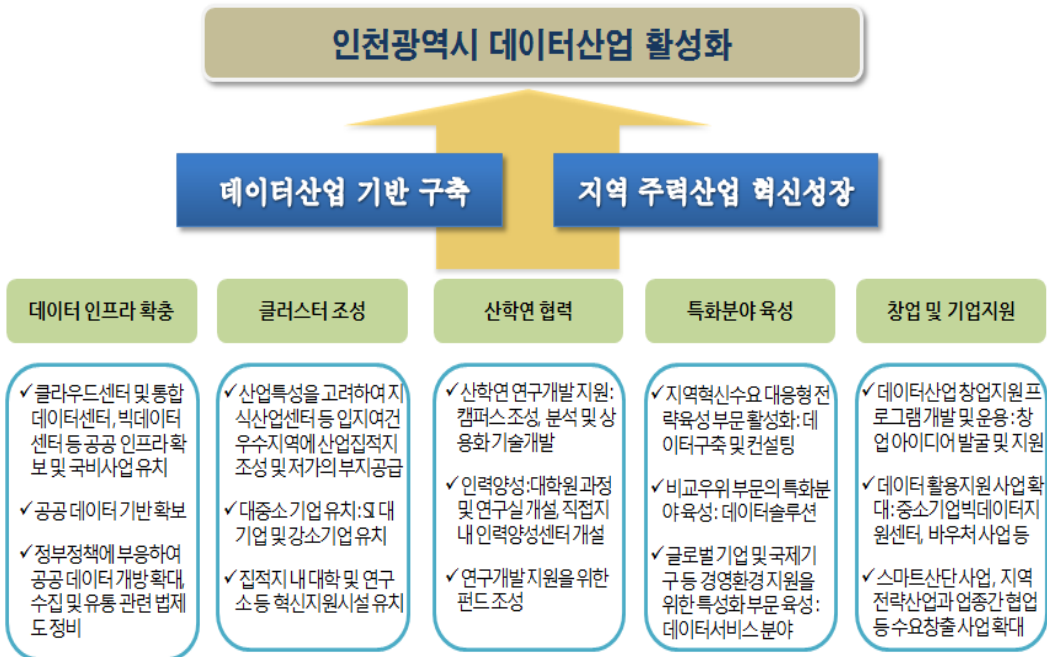 인천광역시 데이터산업 활성화
데이터산업 기반 구축
지역 주력산업 혁신성장
데이터 인프라 확충
클러스터 조성
산학연 협력
특화분야 육성
창업 및 기업지원
✓클라우드센터 및 통합
데이터센터, 빅데이터
센터 등 공공 인프라 확
보 및 국비사업 유치
✓공공 데이터 기반 확보
✓정부정책에 부응하여
공공 데이터 개방 확대,
수집 및 유통 관련 법제
도 정비
✓산업특성을 고려하여 지
식산업센터 등 입지여건
우수지역에 산업집적지
조성 및 저가의 부지공급
✓대중소 기업 유치: SI 대
기업 및 강소기업 유치
✓집적지 내 대학 및 연구
소 등 혁신지원시설 유치
✓산학연 연구개발 지원:
캠퍼스 조성, 분석 및 상
용화 기술개발
✓인력양성: 대학원 과정
및 연구실 개설, 직접지
내 인력양성센터 개설
✓연구개발 지원을 위한
펀드 조성
✓지역혁신수요 대응형 전
략육성 부문 활성화: 데
이터구축 및 컨설팅
✓비교우위 부문의 특화분
야 육성: 데이터솔루션
✓글로벌 기업 및 국제기
구 등 경영환경 지원을
위한 특성화 부문 육성:
데이터서비스 분야
✓데이터산업 창업지원 프
로그램 개발 및 운용: 창
업 아이디어 발굴 및 지원
✓데이터 활용지원 사업 확
대: 중소기업 빅데이터 지
원센터, 바우처 사업 등
✓스마트산단 사업, 지역
전략산업과 업종간 협업
등 수요창출 사업 확대